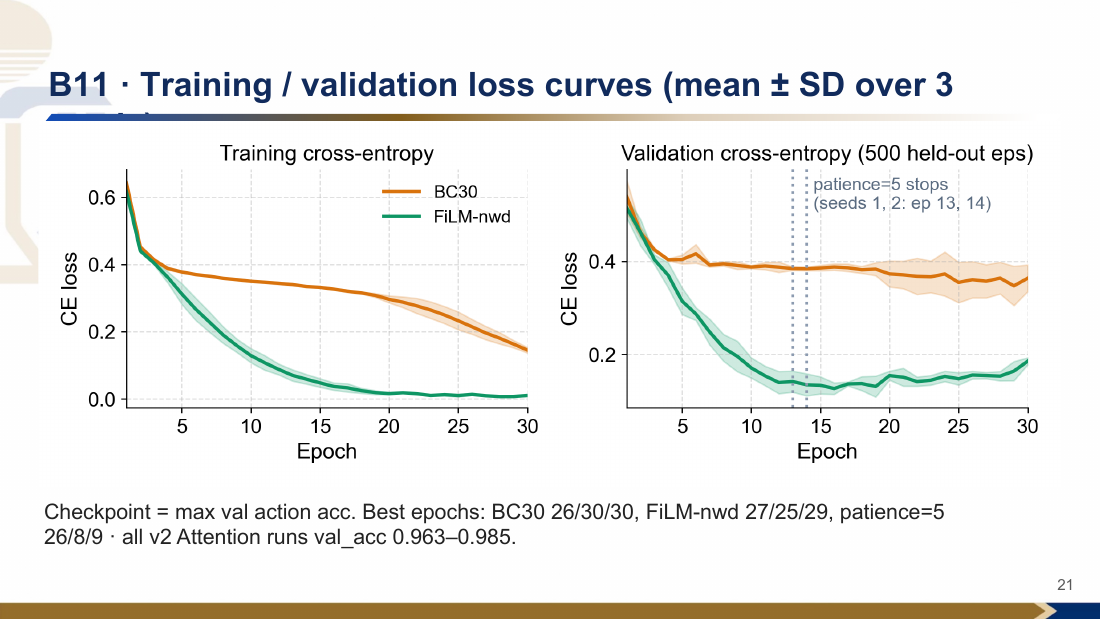 B11 · Training / validation loss curves (mean ± SD over 3
Training cross-entropy
CE loss
0.6
0.4
0.2
0.0
BC30
FiLM-nwd
5 10 15 20 25 30
Epoch
Validation cross-entropy (500 held-out eps)
CE loss
0.4
0.2
patience=5 stops
(seeds 1, 2: ep 13, 14)
5 10 15 20 25 30
Epoch
Checkpoint = max val action acc. Best epochs: BC30 26/30/30, FiLM-nwd 27/25/29, patience=5
26/8/9 · all v2 Attention runs val_acc 0.963–0.985.
21